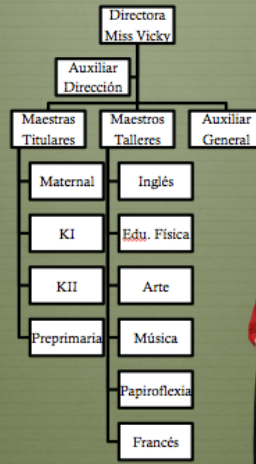 Directora
Miss Vicky
Auxiliar
Dirección
Maestras
Titulares
Maestros
Talleres
Auxiliar
General
Maternal
KI
KII
Preprimaria
Inglés
Edu. Física
Arte
Música
Papiroflexia
Francés